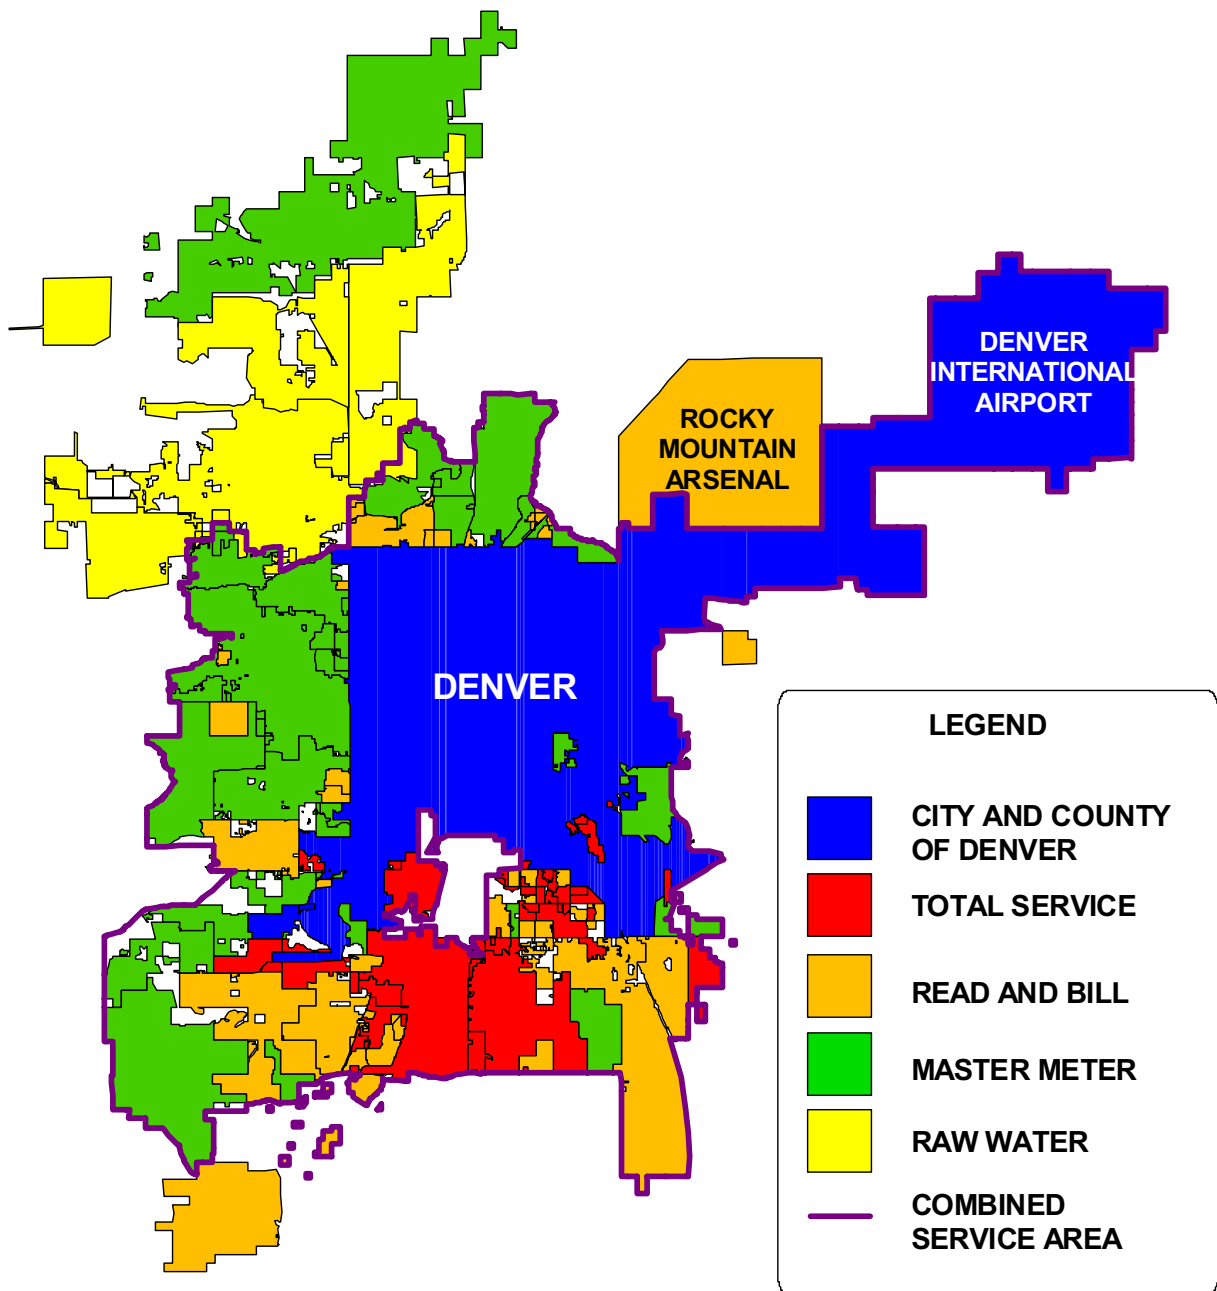 DENVER
INTERNATIONAL
AIRPORT
ROCKY
MOUNTAIN
ARSENAL
DENVER
LEGEND
CITY AND COUNTY
OF DENVER
TOTAL SERVICE
READ AND BILL
MASTER METER
RAW WATER
COMBINED
SERVICE AREA